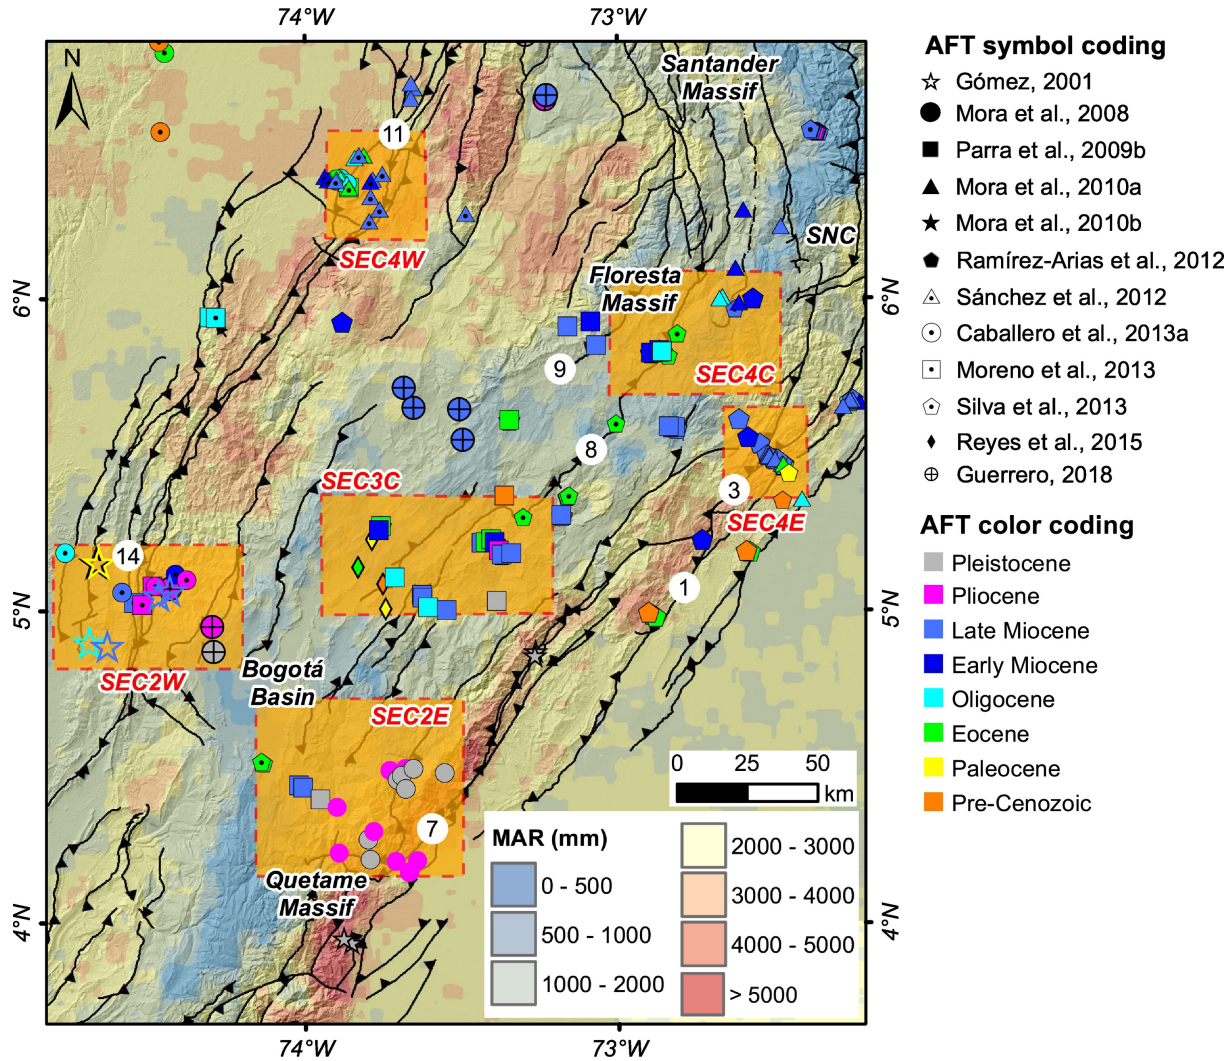 74°W 73°W
N
Santander
Massif
11
SEC4W
SNC
Floresta
Massif
6°N 6°N
SEC4C
9
8
SEC3C
3
SEC4E
14
1
5°N 5°N
SEC2W
Bogotá
Basin
SEC2E
0 25 50
km
7
Quetame
Massif
4°N 4°N
MAR (mm)
0 - 500
500 - 1000
1000 - 2000
2000 - 3000
3000 - 4000
4000 - 5000
> 5000
74°W 73°W
AFT symbol coding
Gómez, 2001
Mora et al., 2008
Parra et al., 2009b
Mora et al., 2010a
Mora et al., 2010b
Ramírez-Arias et al., 2012
Sánchez et al., 2012
Caballero et al., 2013a
Moreno et al., 2013
Silva et al., 2013
Reyes et al., 2015
Guerrero, 2018
AFT color coding
Pleistocene
Pliocene
Late Miocene
Early Miocene
Oligocene
Eocene
Paleocene
Pre-Cenozoic